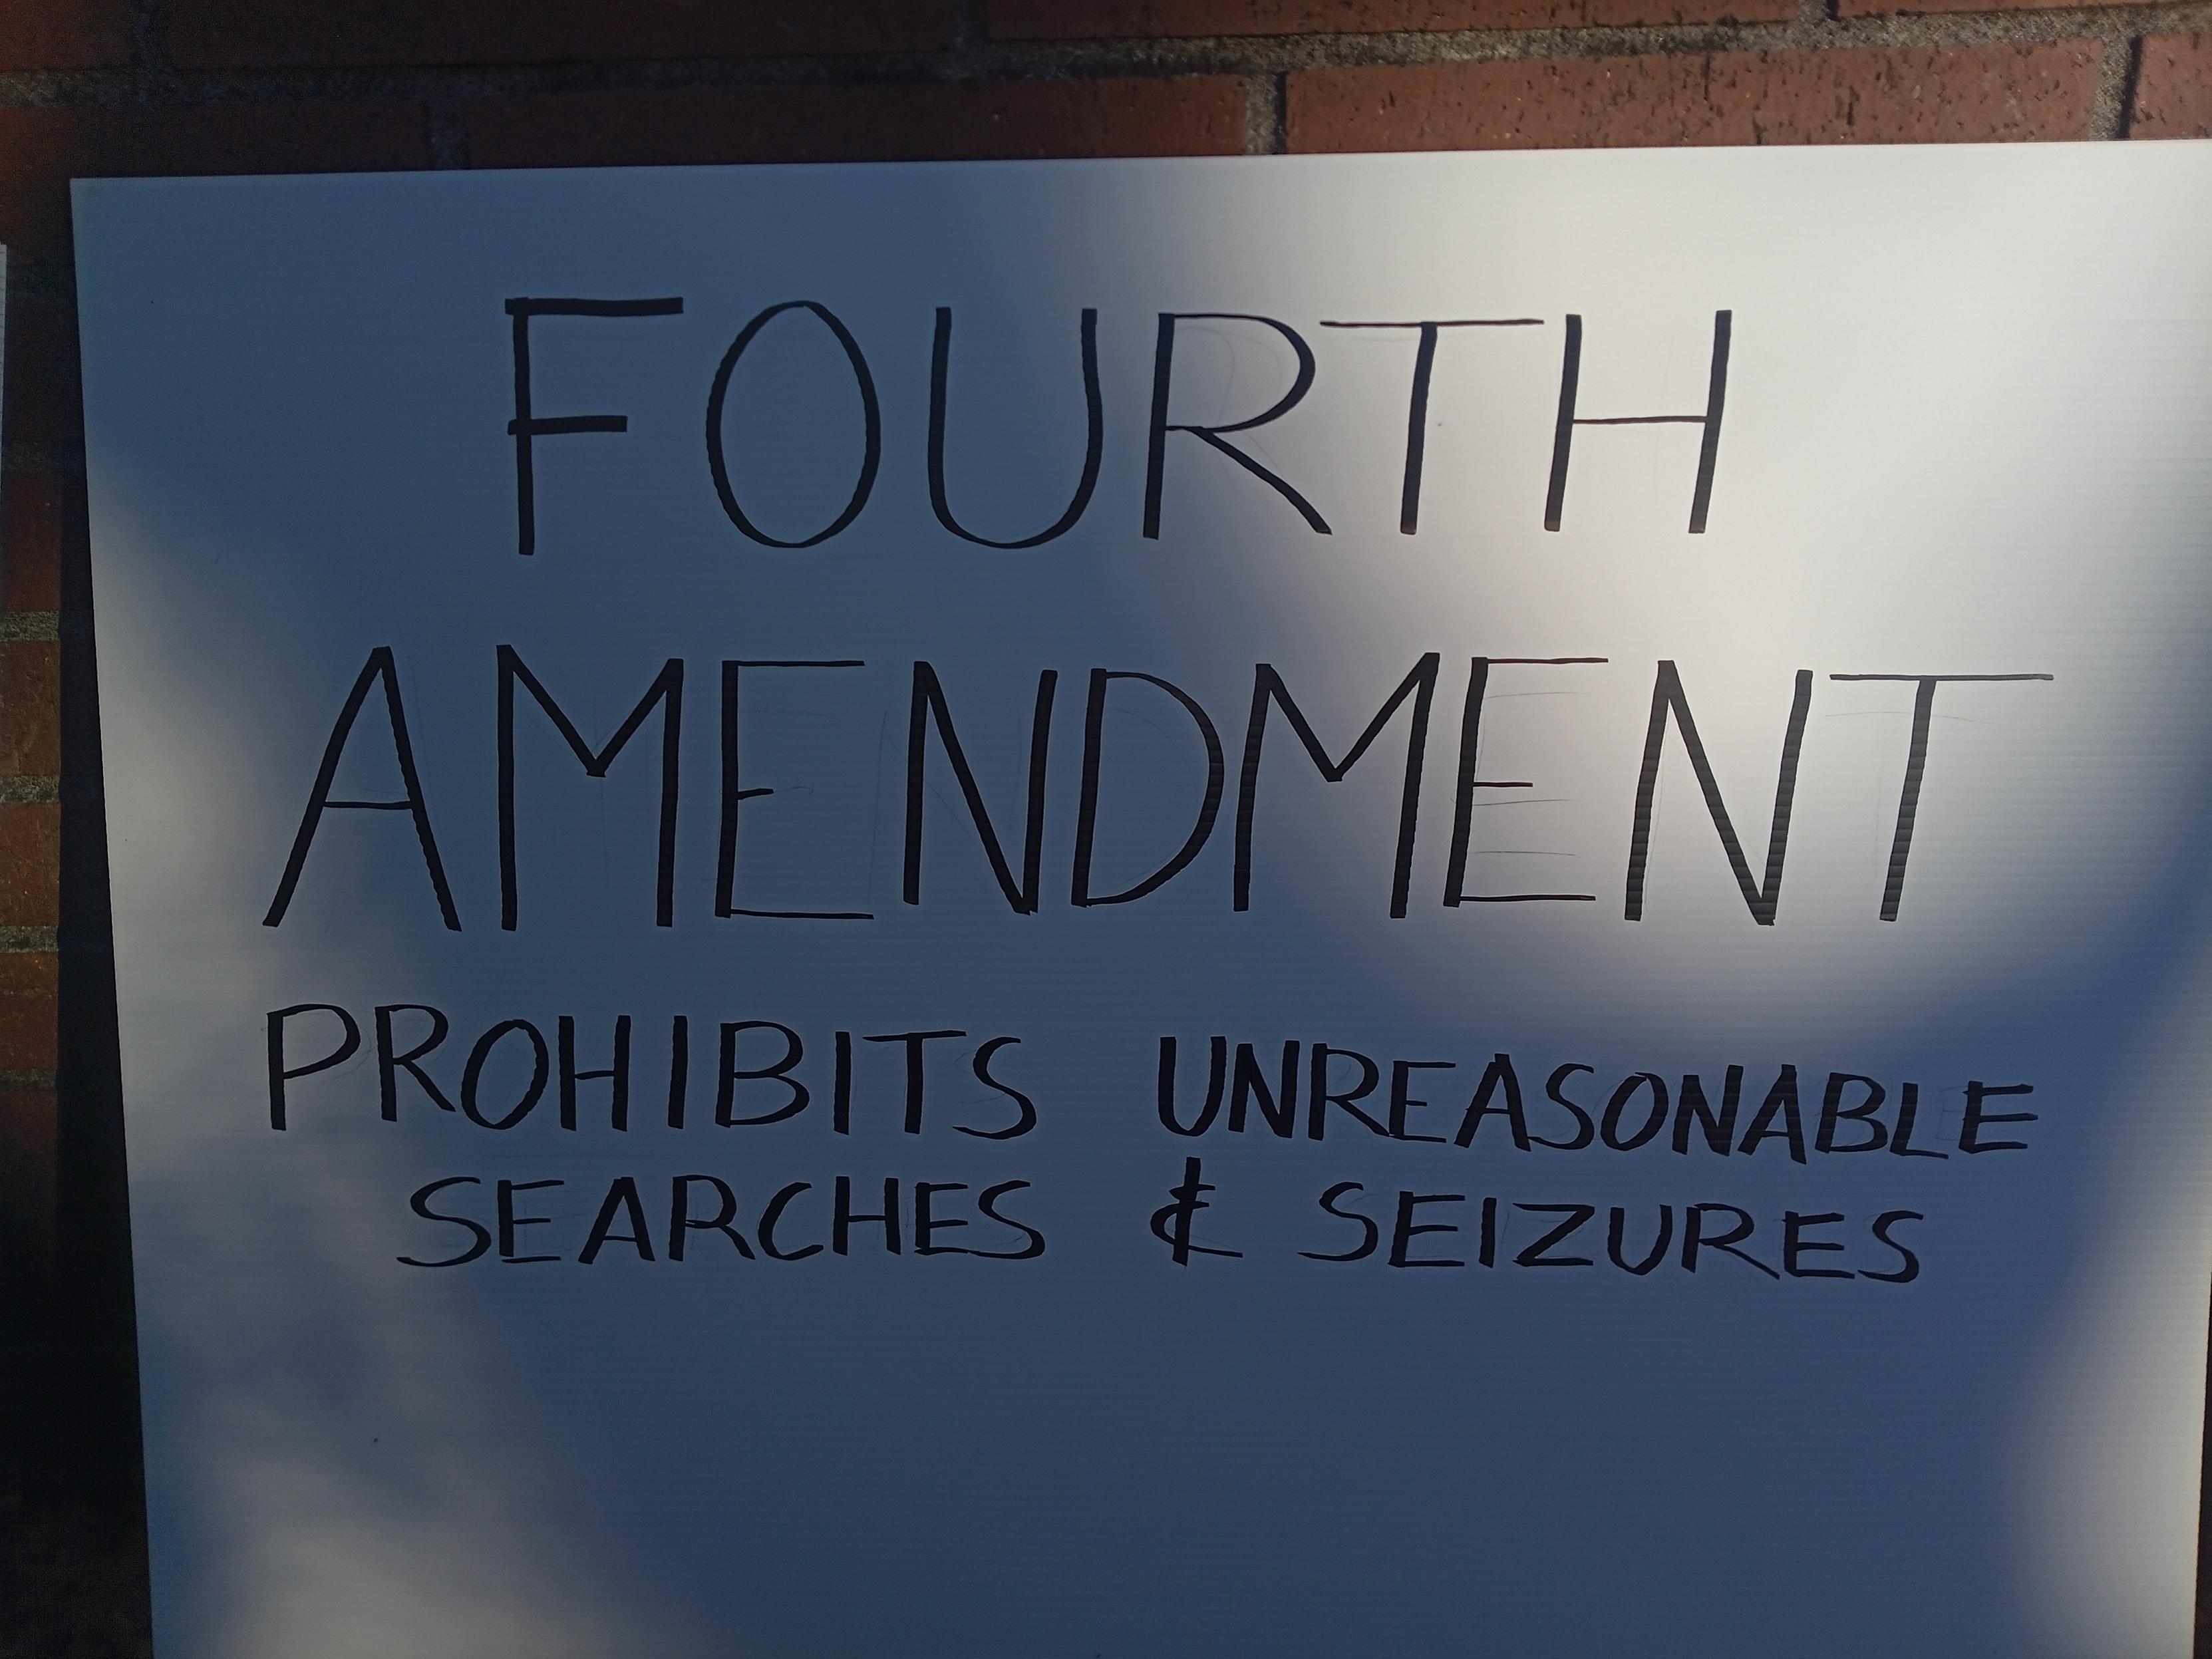 FOURTH
AMENDMENT
PROHIBITS UNREASONABLE
SEARCHES & SEIZURES